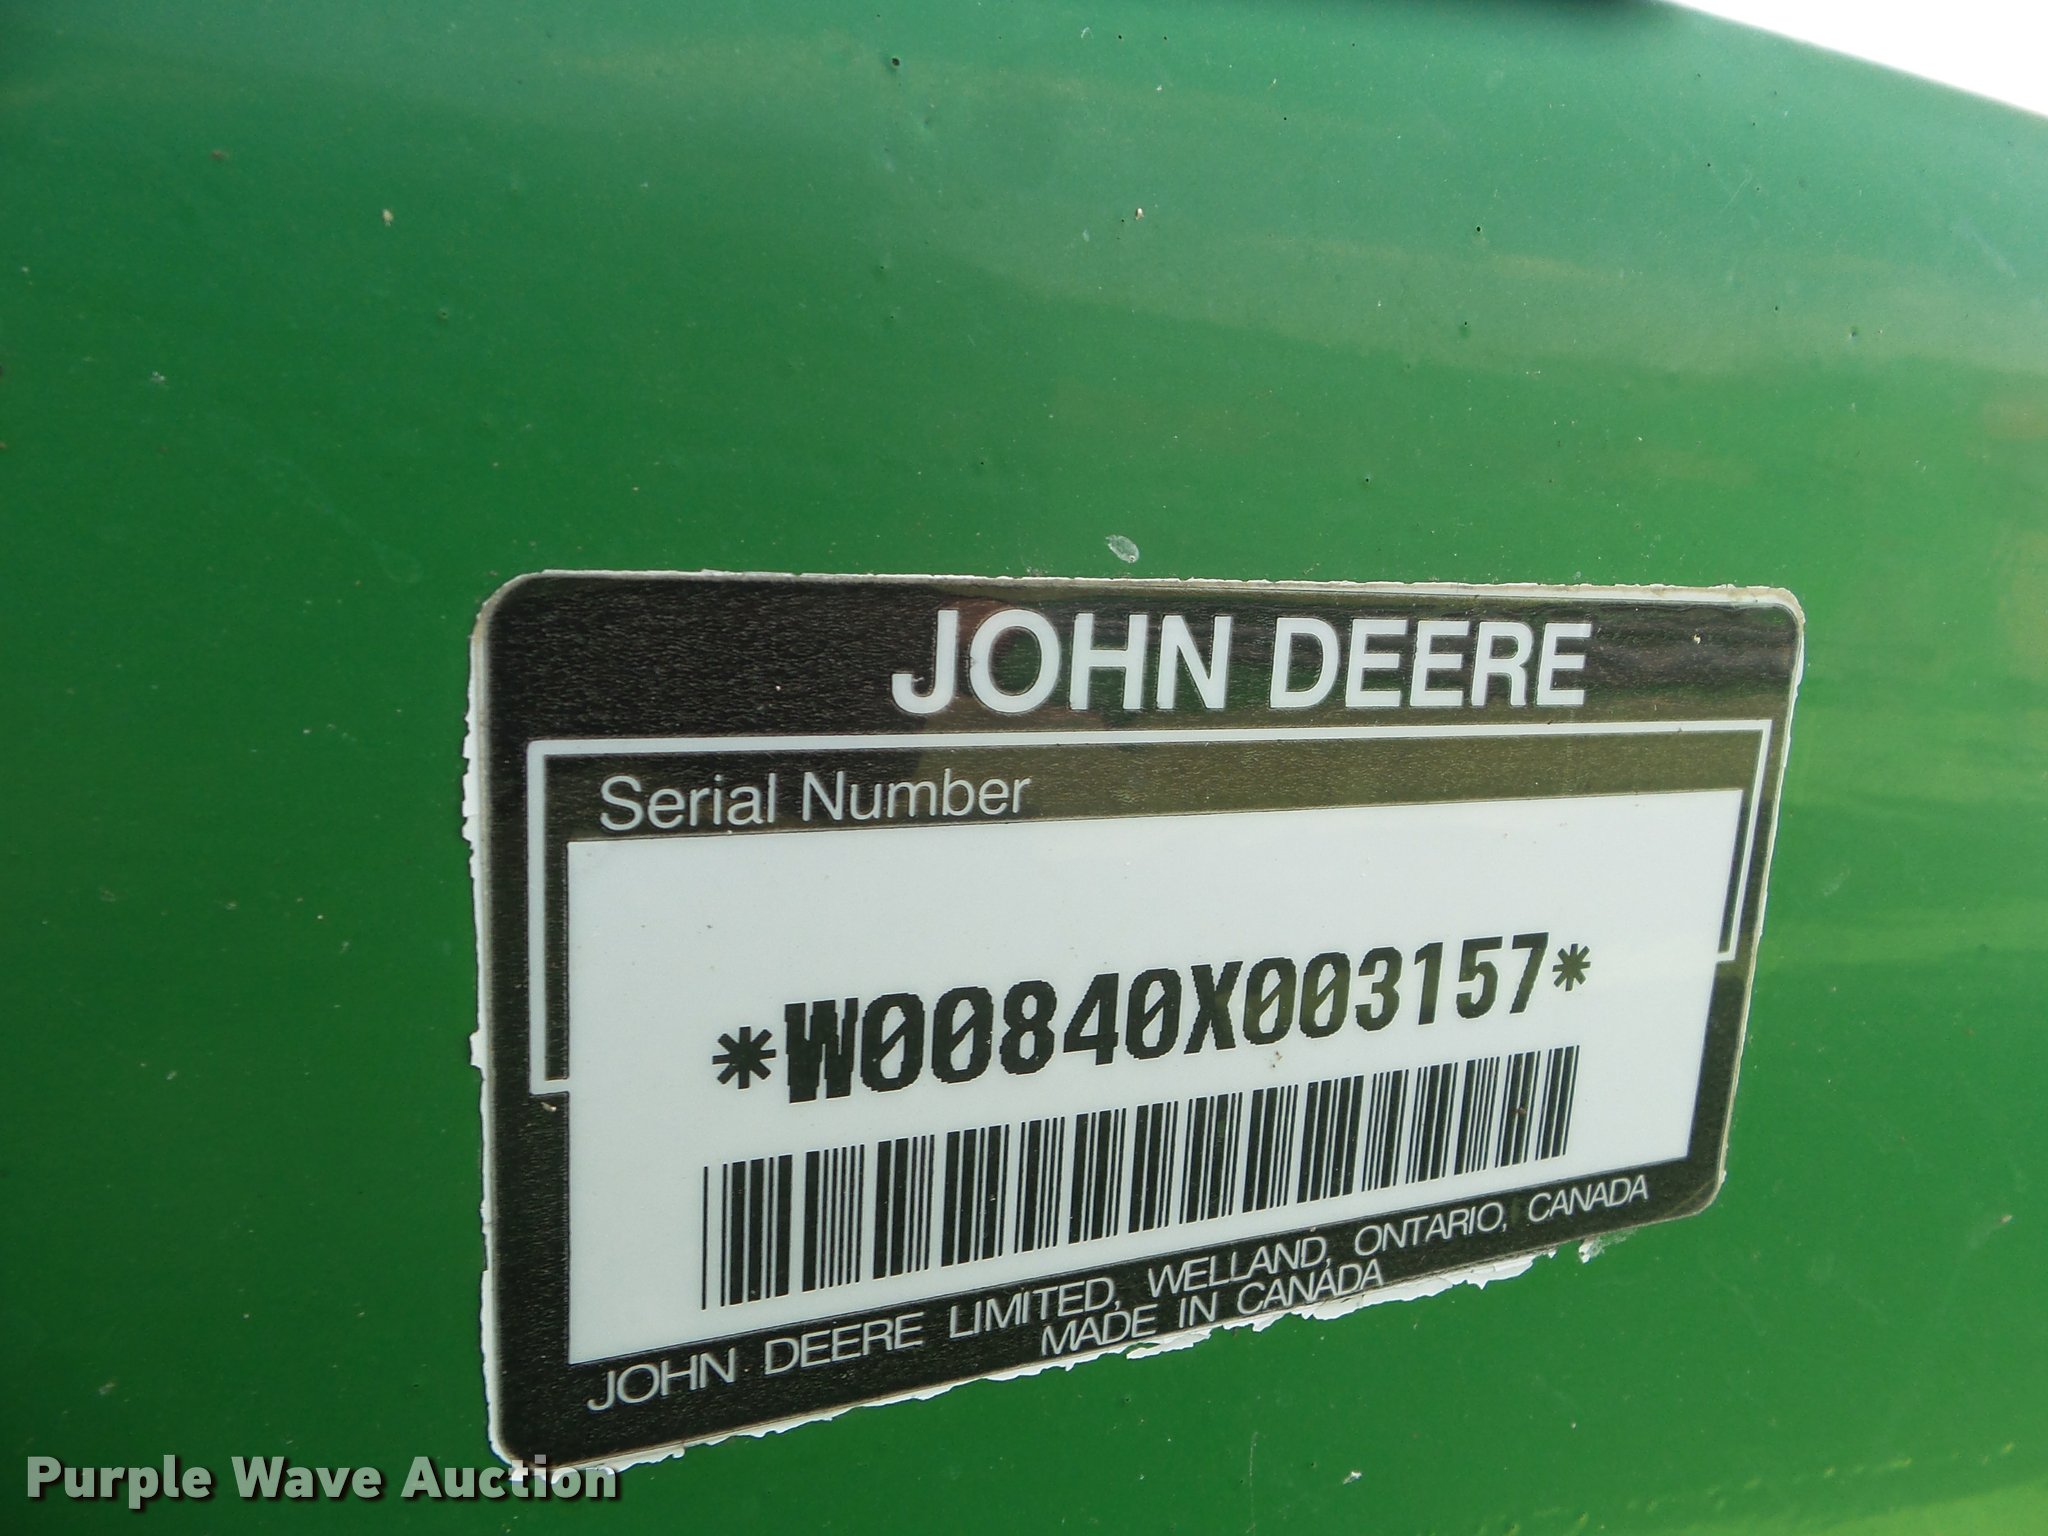 JOHN DEERE
Serial Number
*W00840X003157*
JOHN DEERE LIMITED, WELLAND, ONTARIO, CANADA
MADE IN CANADA
Purple Wave Auction